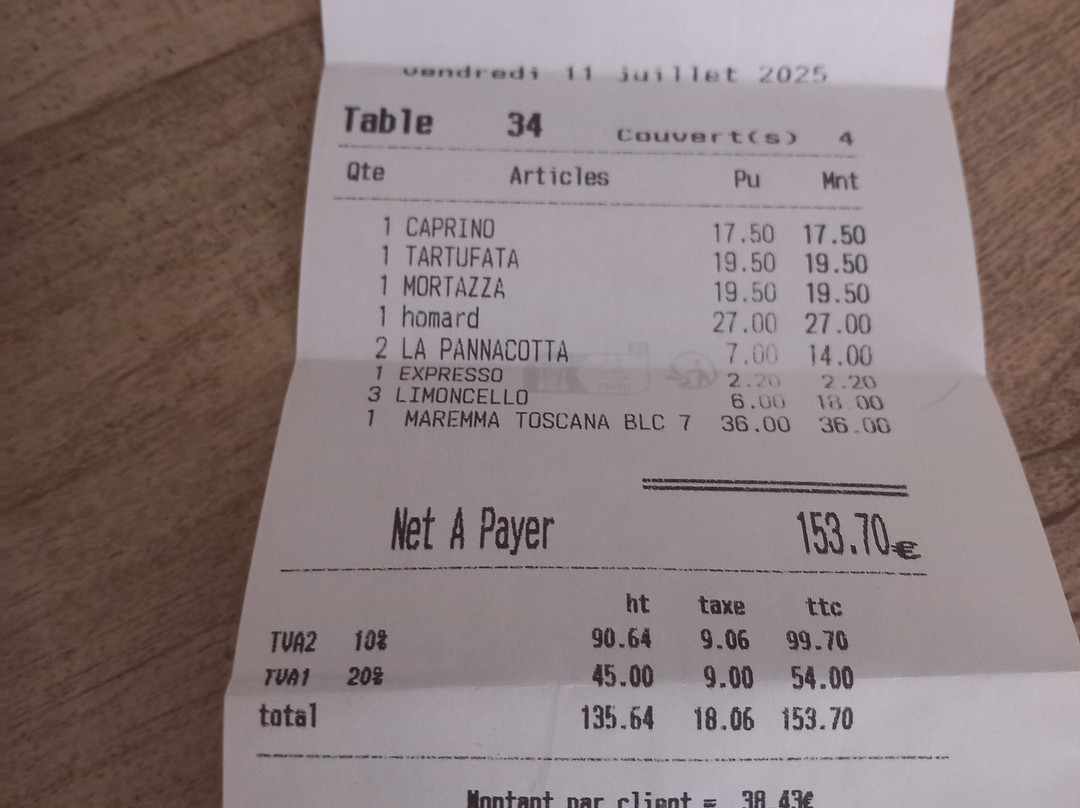 vendredi 11 juillet 2025
Table 34 Couvert(s) 4
Qte Articles Pu Mnt
1 CAPRINO 17.50 17.50
1 TARTUFATA 19.50 19.50
1 MORTAZZA 19.50 19.50
1 homard 27.00 27.00
2 LA PANNACOTTA 7.00 14.00
1 EXPRESSO 2.20 2.20
3 LIMONCELLO 6.00 18.00
1 MAREMMA TOSCANA BLC 7 36.00 36.00
Net A Payer 153.70€
ht taxe ttc
TVA2 10% 90.64 9.06 99.70
TVA1 20% 45.00 9.00 54.00
total 135.64 18.06 153.70
Montant par client = 38.43€